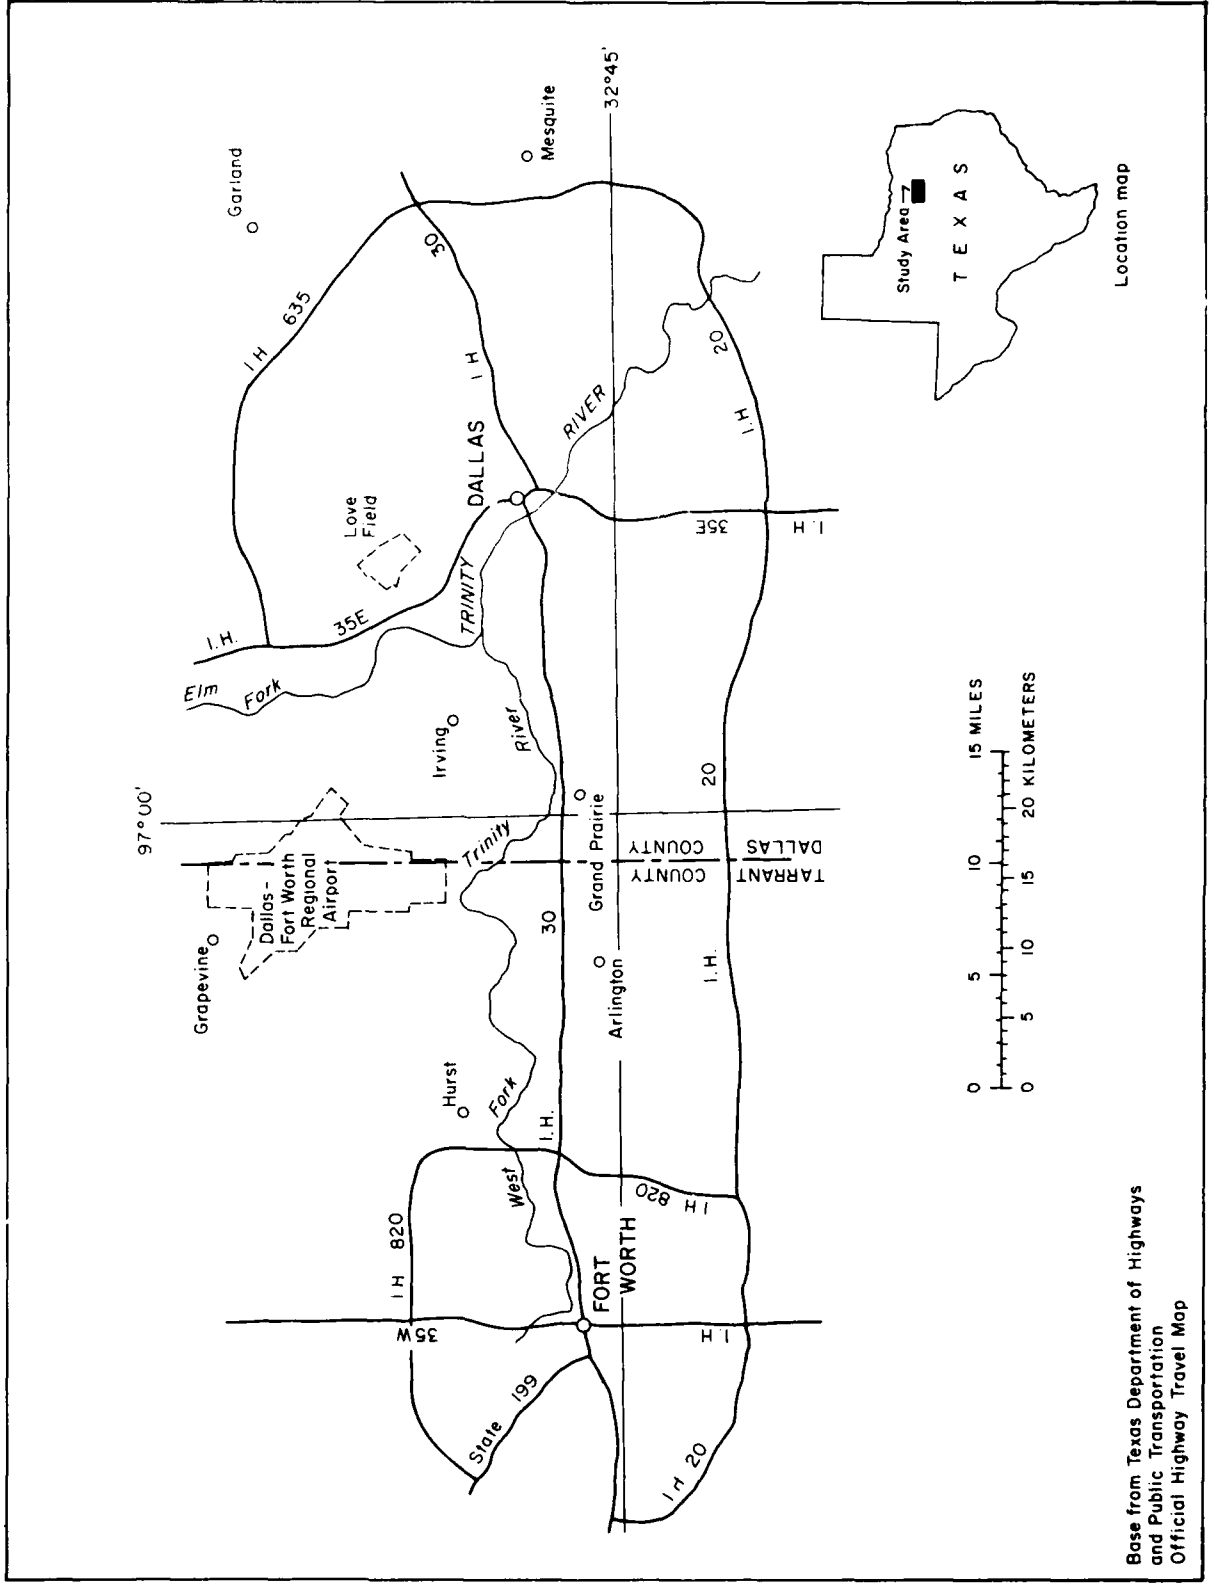 97°00'
32°45'
Grapevine
Dallas-
Fort Worth
Regional
Airport
Elm
Fork
I.H.
35E
Love
Field
I H
635
Garland
Hurst
Irving
Trinity
River
TRINITY
RIVER
DALLAS
I H
30
Mesquite
I H
820
35W
State
199
West
Fork
I.H.
30
FORT
WORTH
Arlington
Grand Prairie
TARRANT
COUNTY
DALLAS
COUNTY
I H
820
I.H
I H 20
I.H.
20
35E
I.H
I.H
20
0
5
10
15 MILES
0
5
10
15
20 KILOMETERS
Study Area
TEXAS
Location map
Base from Texas Department of Highways
and Public Transportation
Official Highway Travel Map